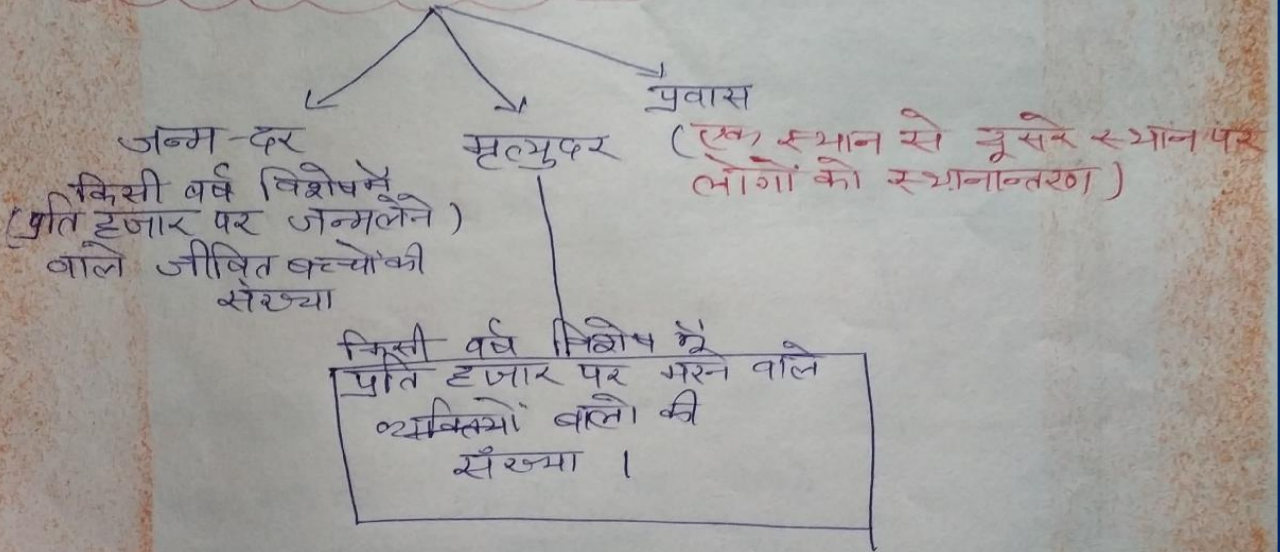 प्रवास
(एक स्थान से दूसरे स्थान पर
लोगों को स्थानान्तरण)
जन्म-दर
किसी वर्ष विशेष में
(प्रति हजार पर जन्मलेने)
वाले जीवित बच्चों की
संख्या
मृत्युदर
किसी वर्ष विशेष में
प्रति हजार पर मरने वाले
व्यक्तियों वालो की
संख्या ।